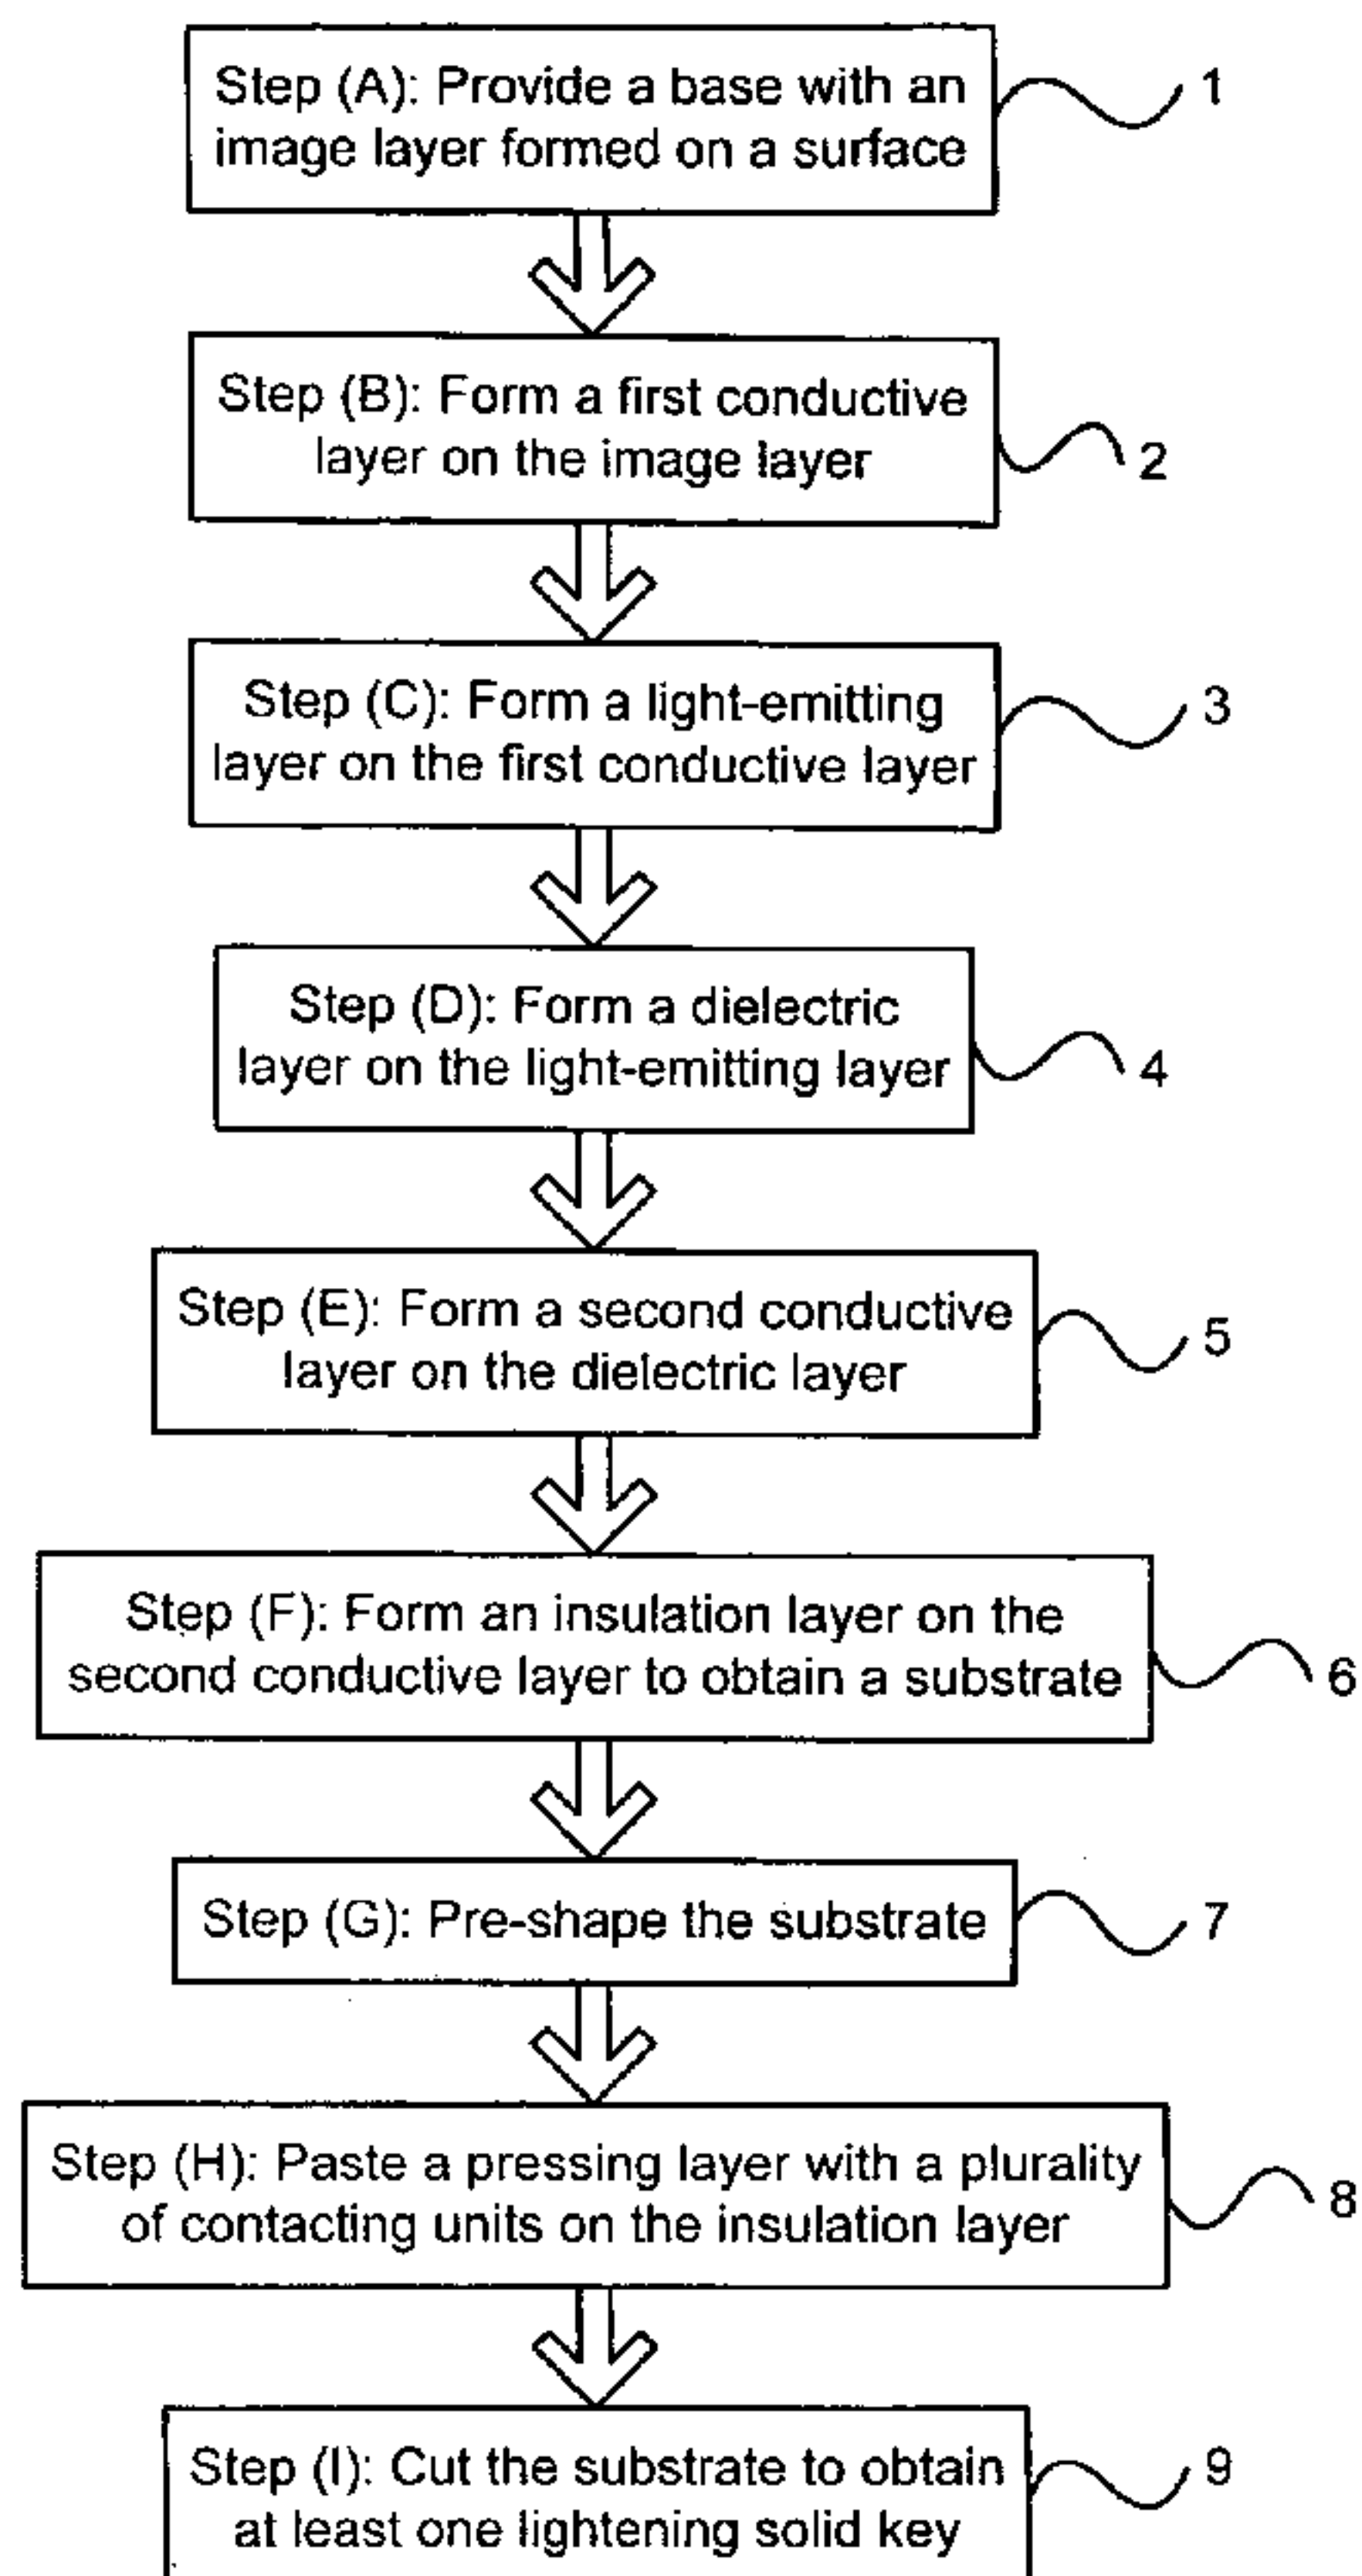 Step (A): Provide a base with an
image layer formed on a surface
1
Step (B): Form a first conductive
layer on the image layer
2
Step (C): Form a light-emitting
layer on the first conductive layer
3
Step (D): Form a dielectric
layer on the light-emitting layer
4
Step (E): Form a second conductive
layer on the dielectric layer
5
Step (F): Form an insulation layer on the
second conductive layer to obtain a substrate
6
Step (G): Pre-shape the substrate
7
Step (H): Paste a pressing layer with a plurality
of contacting units on the insulation layer
8
Step (I): Cut the substrate to obtain
at least one lightening solid key
9